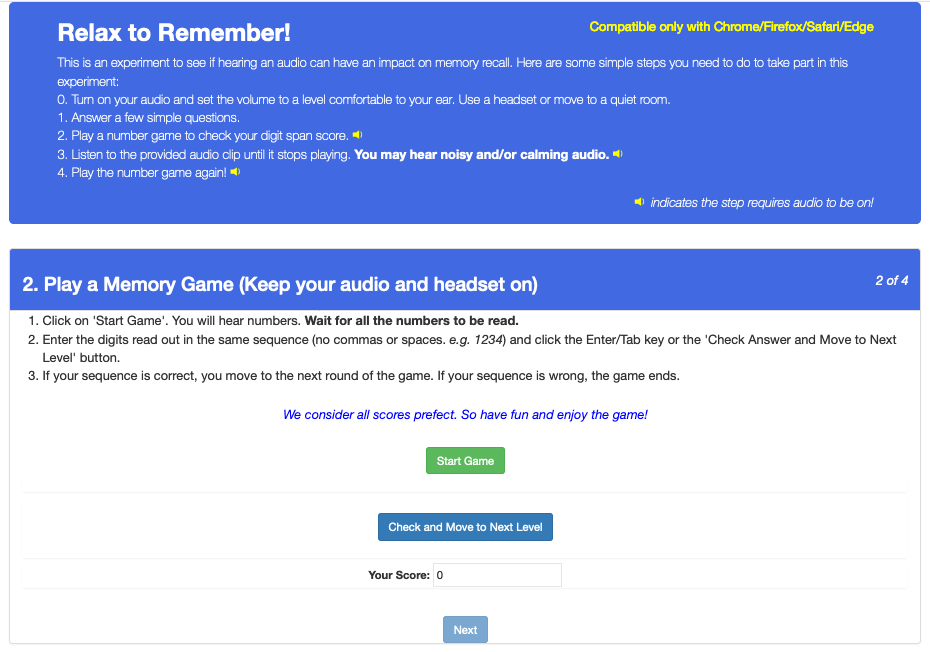 Relax to Remember!
Compatible only with Chrome/Firefox/Safari/Edge
This is an experiment to see if hearing an audio can have an impact on memory recall. Here are some simple steps you need to do to take part in this
experiment:
0. Turn on your audio and set the volume to a level comfortable to your ear. Use a headset or move to a quiet room.
1. Answer a few simple questions.
2. Play a number game to check your digit span score.
3. Listen to the provided audio clip until it stops playing. You may hear noisy and/or calming audio.
4. Play the number game again!
indicates the step requires audio to be on!
2. Play a Memory Game (Keep your audio and headset on)
2 of 4
1. Click on 'Start Game'. You will hear numbers. Wait for all the numbers to be read.
2. Enter the digits read out in the same sequence (no commas or spaces. e.g. 1234) and click the Enter/Tab key or the 'Check Answer and Move to Next
Level' button.
3. If your sequence is correct, you move to the next round of the game. If your sequence is wrong, the game ends.
We consider all scores prefect. So have fun and enjoy the game!
Start Game
Check and Move to Next Level
Your Score: 0
Next